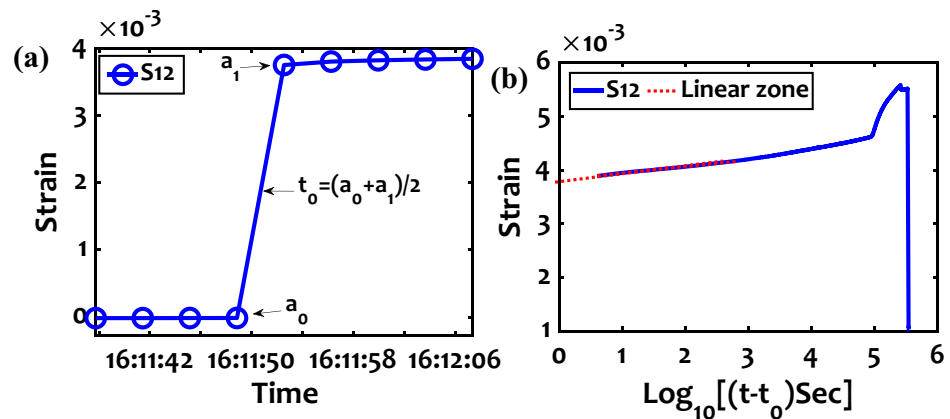 (a)
×10⁻³
4
3
2
1
0
Strain
S12
a₁
t₀=(a₀+a₁)/2
a₀
16:11:42 16:11:50 16:11:58 16:12:06
Time
(b)
×10⁻³
6
5
4
3
2
1
Strain
S12 Linear zone
0 1 2 3 4 5 6
Log₁₀[(t-t₀)Sec]